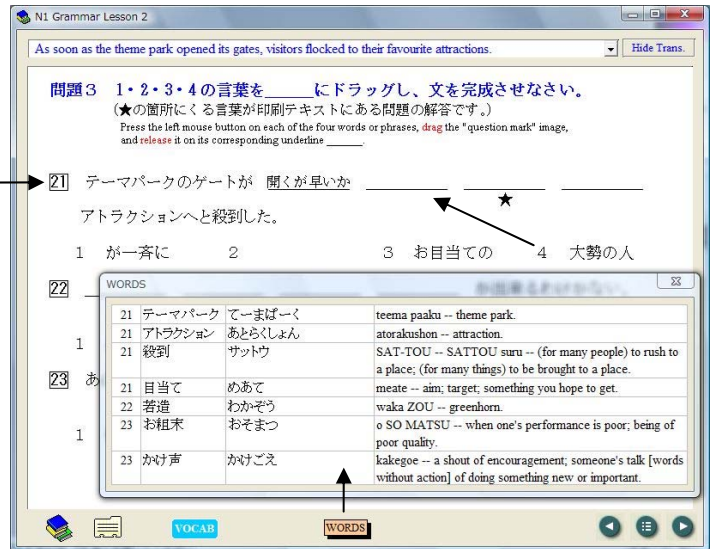 N1 Grammar Lesson 2
As soon as the theme park opened its gates, visitors flocked to their favourite attractions.
Hide Trans.
問題3 1・2・3・4の言葉を______にドラッグし、文を完成させなさい。
(★の箇所にくる言葉が印刷テキストにある問題の解答です。)
Press the left mouse button on each of the four words or phrases, drag the "question mark" image,
and release it on its corresponding underline ______.
21 テーマパークのゲートが 開くが早いか ______ ______ ______
★
アトラクションへと殺到した。
1 が一斉に 2 3 お目当ての 4 大勢の人
22
WORDS
21 テーマパーク てーまぱーく teema paaku -- theme park.
21 アトラクション あとらくしょん atorakushon -- attraction.
21 殺到 サットウ SAT-TOU -- SATTOU suru -- (for many people) to rush to
a place; (for many things) to be brought to a place.
21 目当て めあて meate -- aim; target; something you hope to get.
22 若造 わかぞう waka ZOU -- greenhorn.
23 お粗末 おそまつ o SO MATSU -- when one's performance is poor; being of
poor quality.
23 かけ声 かけごえ kakegoe -- a shout of encouragement; someone's talk [words
without action] of doing something new or important.
1
23 あ
1
VOCAB
WORDS